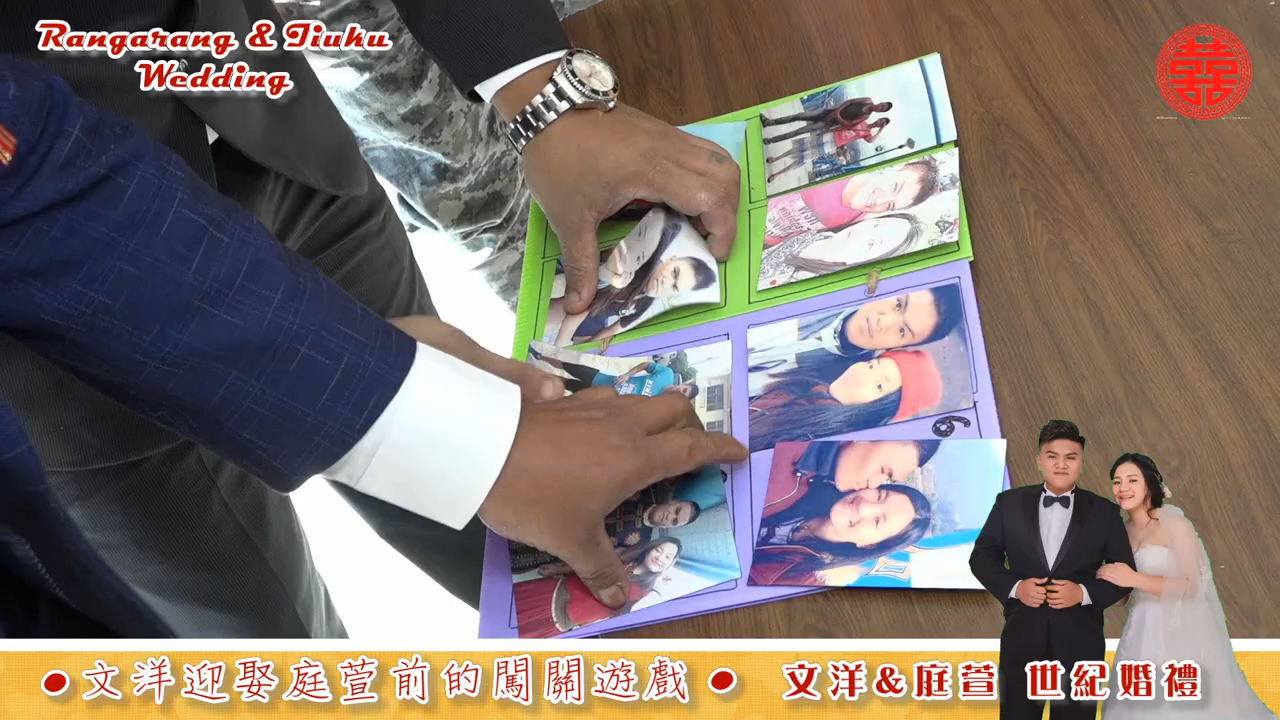 Rangarang & Tiuku
Wedding
囍
6
●文洋迎娶庭萱前的闖關遊戲●
文洋&庭萱 世紀婚禮